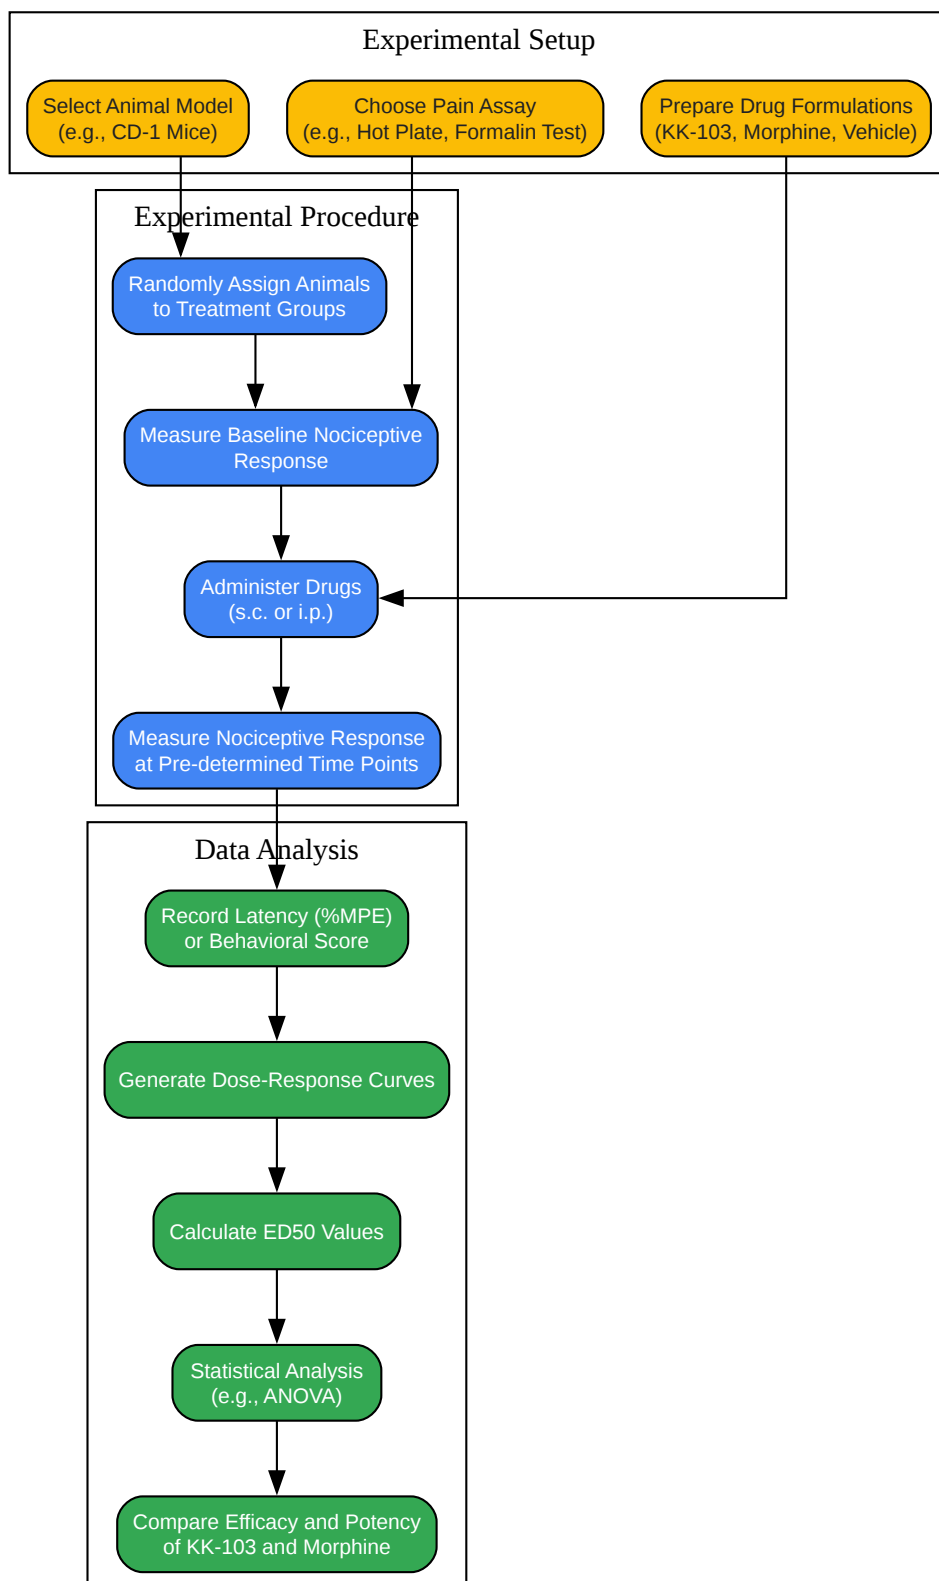 Experimental Setup
Select Animal Model
(e.g., CD-1 Mice)
Choose Pain Assay
(e.g., Hot Plate, Formalin Test)
Prepare Drug Formulations
(KK-103, Morphine, Vehicle)
Experimental Procedure
Randomly Assign Animals
to Treatment Groups
Measure Baseline Nociceptive
Response
Administer Drugs
(s.c. or i.p.)
Measure Nociceptive Response
at Pre-determined Time Points
Data Analysis
Record Latency (%MPE)
or Behavioral Score
Generate Dose-Response Curves
Calculate ED50 Values
Statistical Analysis
(e.g., ANOVA)
Compare Efficacy and Potency
of KK-103 and Morphine